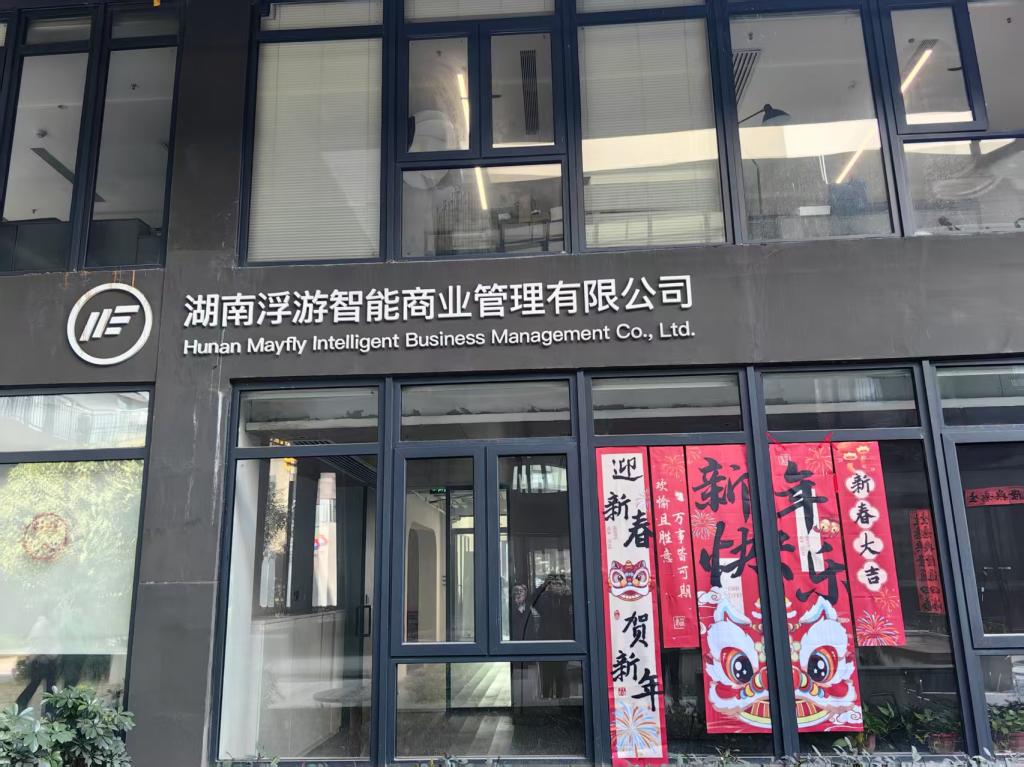 湖南浮游智能商业管理有限公司
Hunan Mayfly Intelligent Business Management Co., Ltd.
迎新春
贺新年
欢愉且胜意
万事皆可期
福
新年
快乐
新春大吉